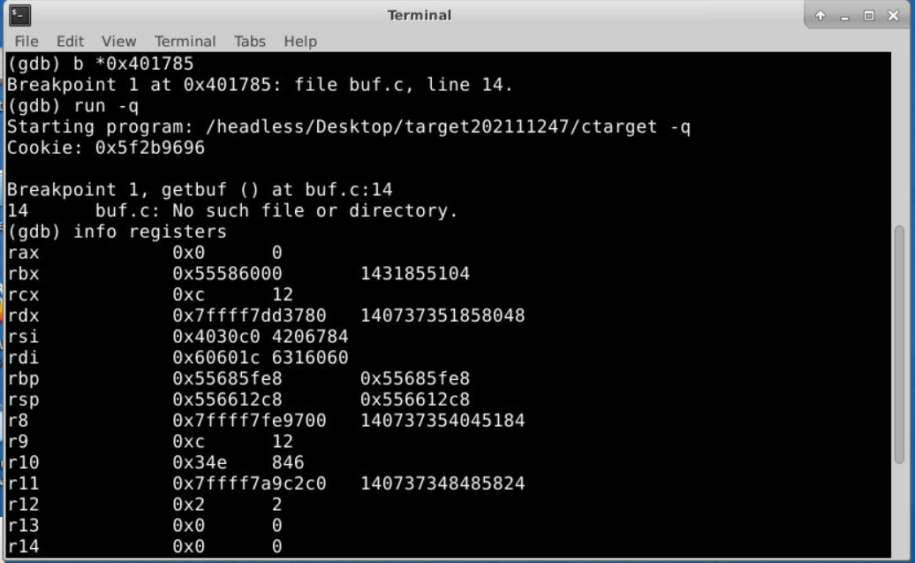 Terminal
File Edit View Terminal Tabs Help
(gdb) b *0x401785
Breakpoint 1 at 0x401785: file buf.c, line 14.
(gdb) run -q
Starting program: /headless/Desktop/target202111247/ctarget -q
Cookie: 0x5f2b9696
Breakpoint 1, getbuf () at buf.c:14
14 buf.c: No such file or directory.
(gdb) info registers
rax 0x0 0
rbx 0x55586000 1431855104
rcx 0xc 12
rdx 0x7ffff7dd3780 140737351858048
rsi 0x4030c0 4206784
rdi 0x60601c 6316060
rbp 0x55685fe8 0x55685fe8
rsp 0x556612c8 0x556612c8
r8 0x7ffff7fe9700 140737354045184
r9 0xc 12
r10 0x34e 846
r11 0x7ffff7a9c2c0 140737348485824
r12 0x2 2
r13 0x0 0
r14 0x0 0